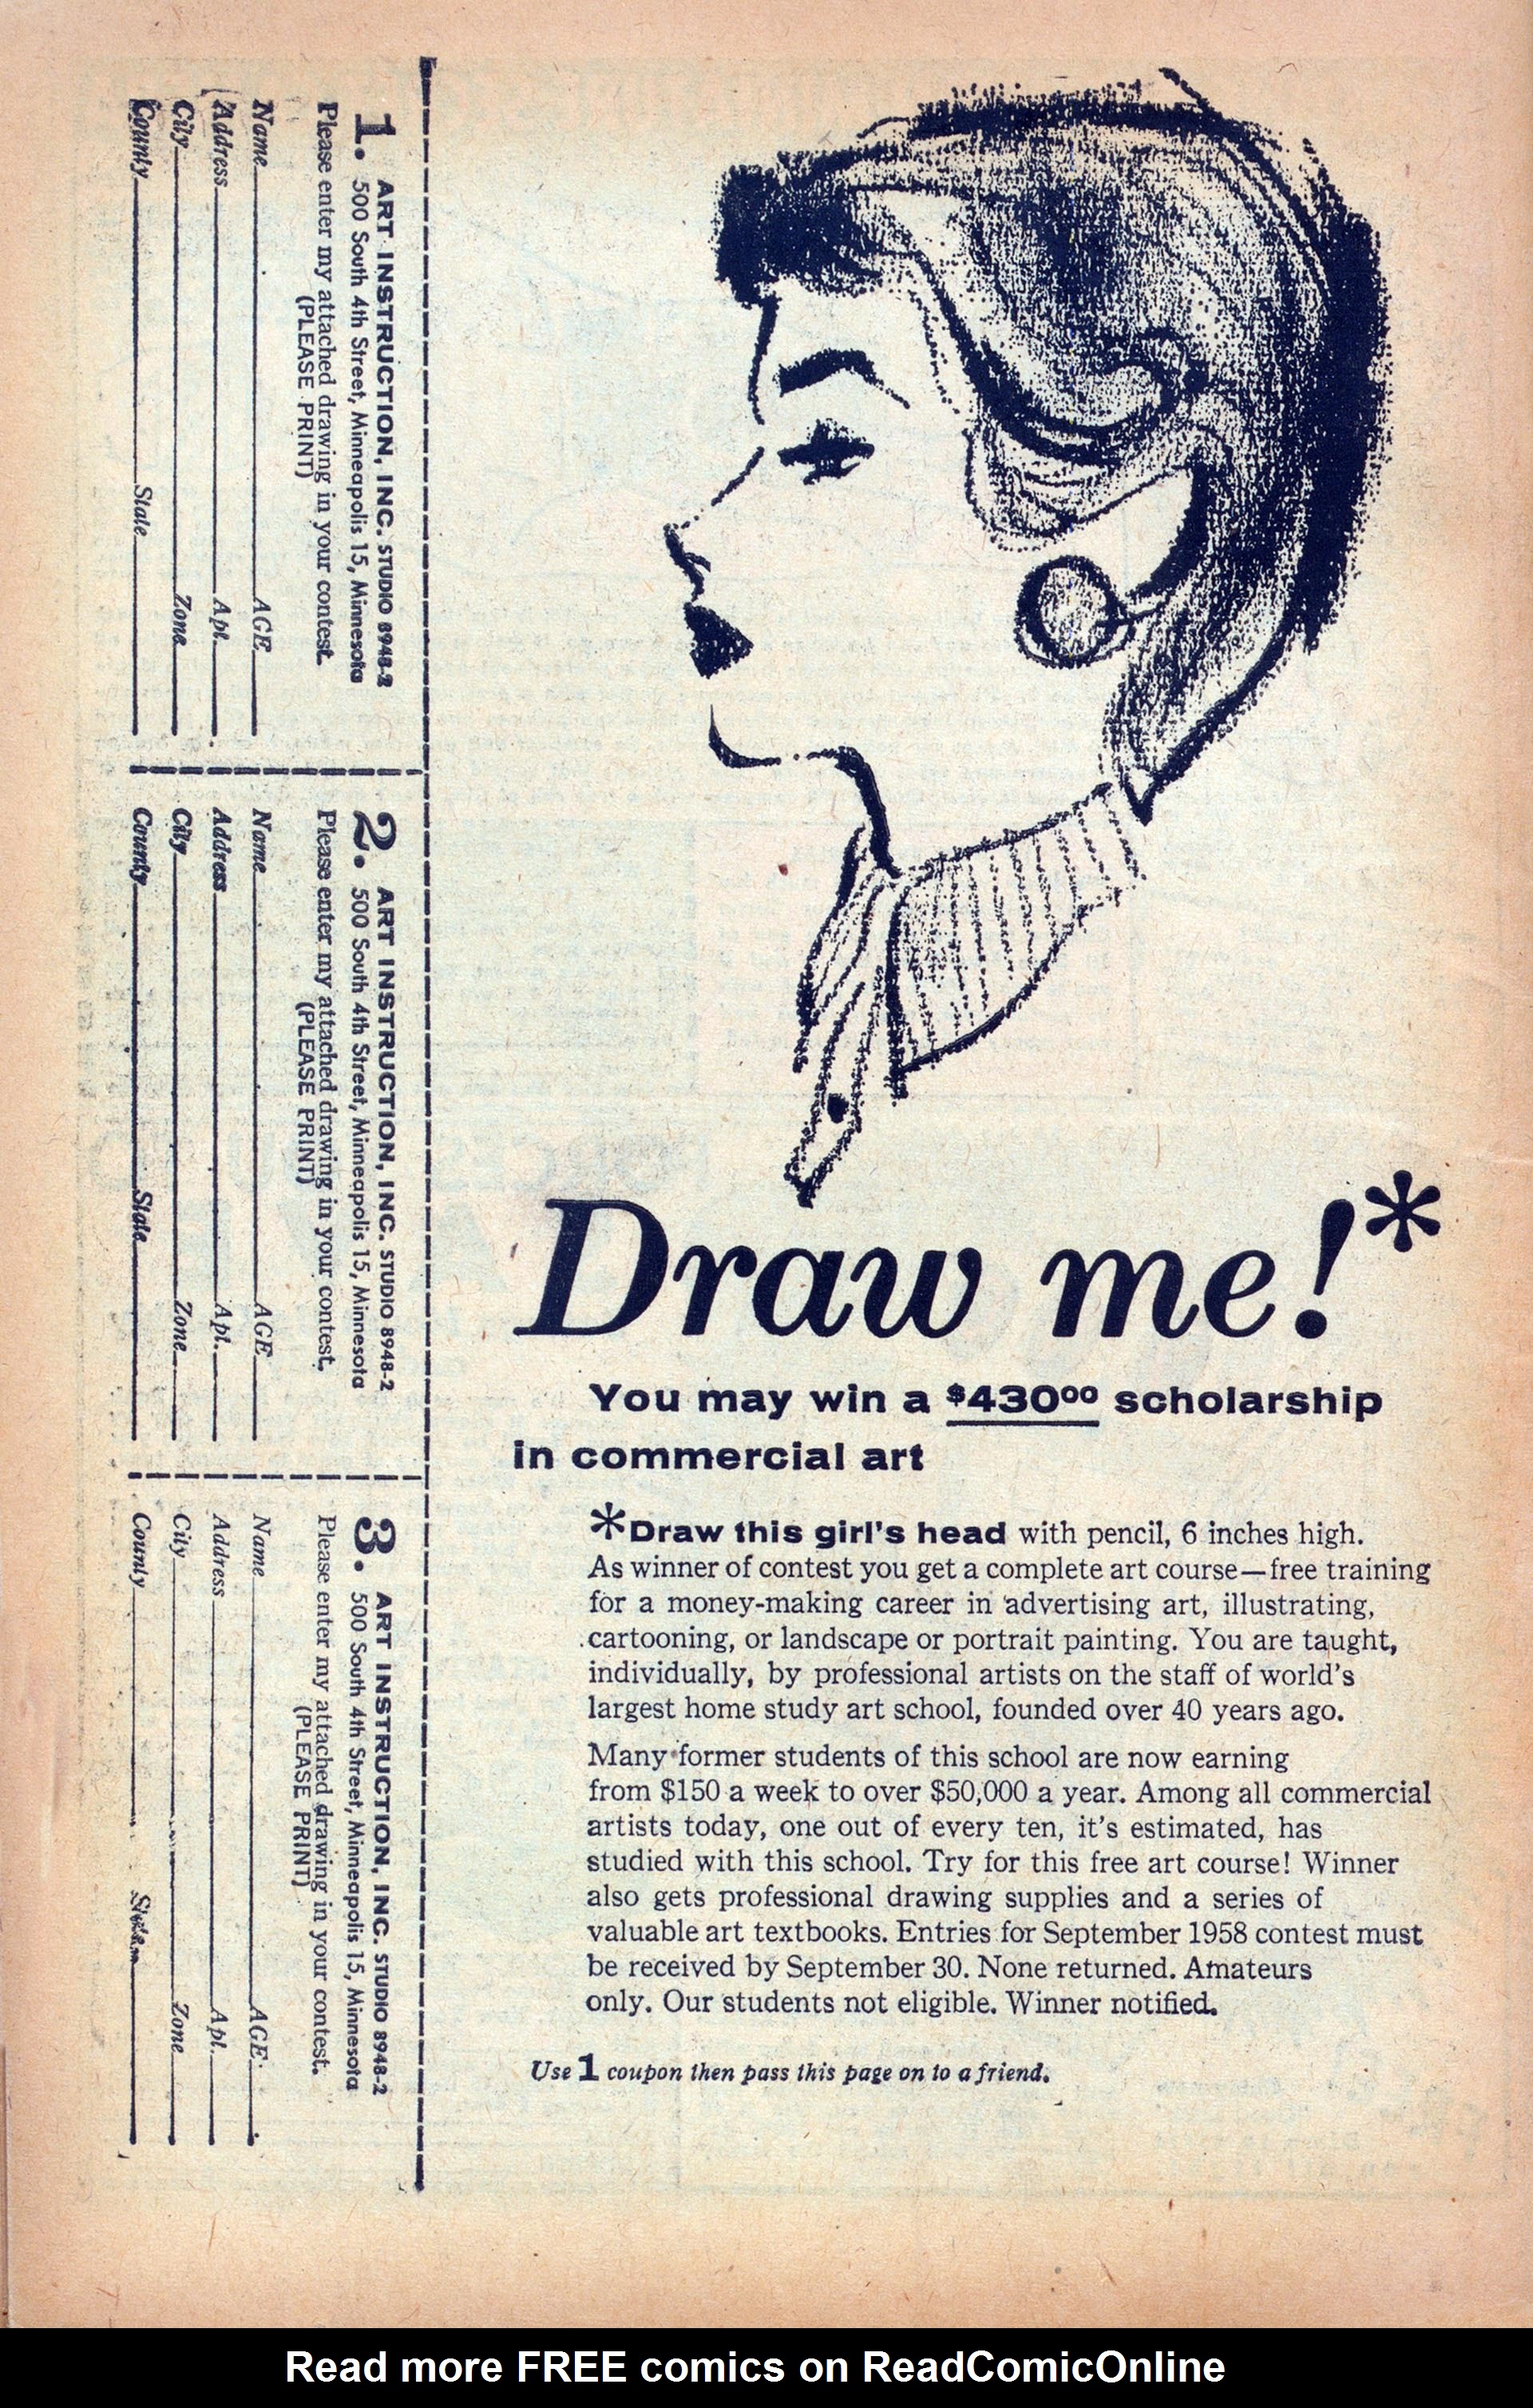 1. ART INSTRUCTION, INC. STUDIO 8948-2
500 South 4th Street, Minneapolis 15, Minnesota
Please enter my attached drawing in your contest.
(PLEASE PRINT)
Name AGE
Address Apt.
City Zone
County State
2. ART INSTRUCTION, INC. STUDIO 8948-2
500 South 4th Street, Minneapolis 15, Minnesota
Please enter my attached drawing in your contest.
(PLEASE PRINT)
Name AGE
Address Apt.
City Zone
County State
3. ART INSTRUCTION, INC. STUDIO 8948-2
500 South 4th Street, Minneapolis 15, Minnesota
Please enter my attached drawing in your contest.
(PLEASE PRINT)
Name AGE
Address Apt.
City Zone
County
Draw me!*
You may win a $430.00 scholarship
in commercial art
*Draw this girl's head with pencil, 6 inches high.
As winner of contest you get a complete art course—free training
for a money-making career in advertising art, illustrating,
cartooning, or landscape or portrait painting. You are taught,
individually, by professional artists on the staff of world's
largest home study art school, founded over 40 years ago.
Many former students of this school are now earning
from $150 a week to over $50,000 a year. Among all commercial
artists today, one out of every ten, it's estimated, has
studied with this school. Try for this free art course! Winner
also gets professional drawing supplies and a series of
valuable art textbooks. Entries for September 1958 contest must
be received by September 30. None returned. Amateurs
only. Our students not eligible. Winner notified.
Use 1 coupon then pass this page on to a friend.
Read more FREE comics on ReadComicOnline